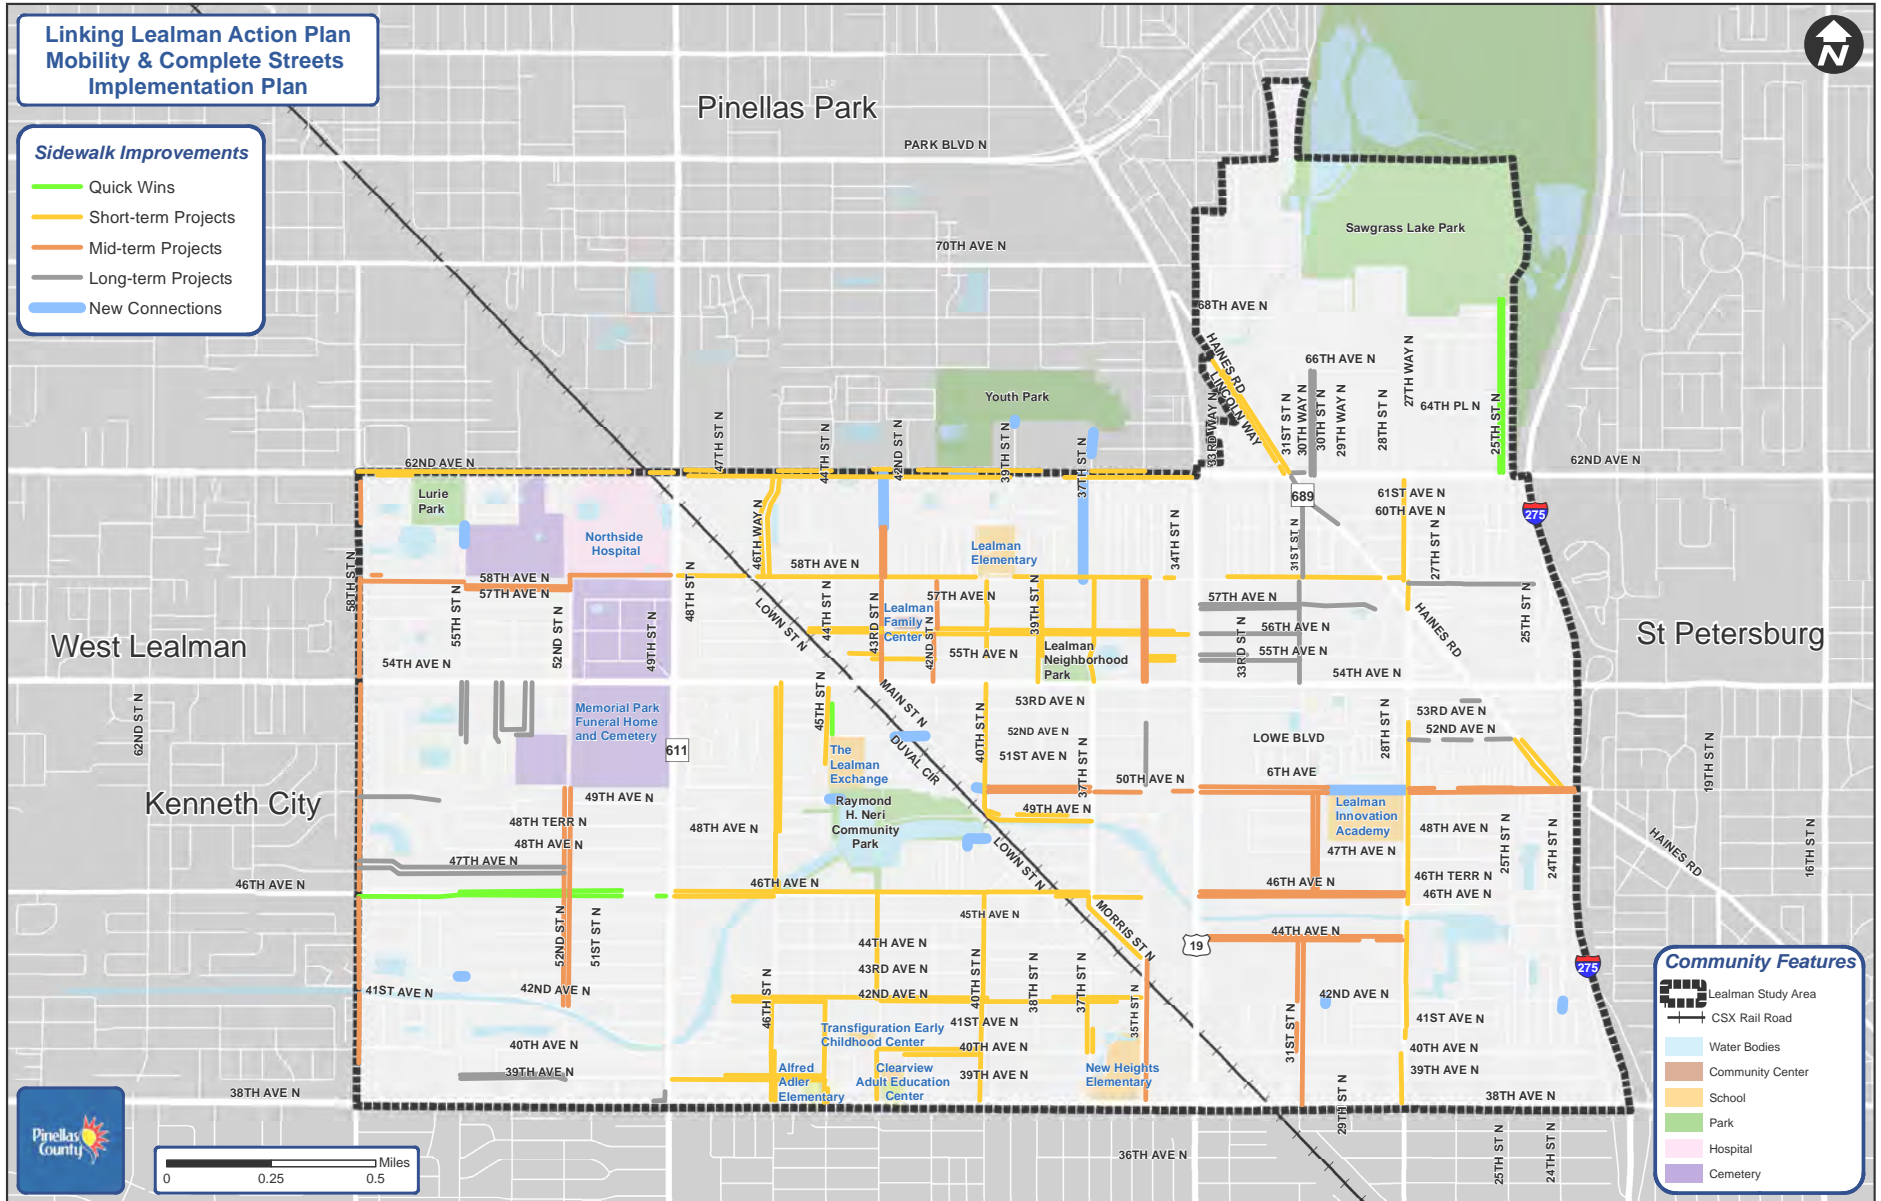 Linking Lealman Action Plan
Mobility & Complete Streets
Implementation Plan
Sidewalk Improvements
Quick Wins
Short-term Projects
Mid-term Projects
Long-term Projects
New Connections
N
Pinellas Park
PARK BLVD N
70TH AVE N
Sawgrass Lake Park
68TH AVE N
HAINES RD
LINCOLN WAY
33RD WAY N
66TH AVE N
31ST ST N
30TH WAY N
30TH ST N
29TH WAY N
28TH ST N
27TH WAY N
64TH PL N
25TH ST N
Youth Park
47TH ST N
44TH ST N
42ND ST N
39TH ST N
37TH ST N
62ND AVE N
62ND AVE N
Lurie
Park
Northside
Hospital
46TH WAY N
58TH AVE N
Lealman
Elementary
34TH ST N
689
31ST ST N
61ST AVE N
60TH AVE N
27TH ST N
275
58TH ST N
58TH AVE N
57TH AVE N
55TH ST N
52ND ST N
49TH ST N
48TH ST N
LOWN ST N
44TH ST N
43RD ST N
Lealman
Family
Center
42ND ST N
57TH AVE N
39TH ST N
55TH AVE N
Lealman
Neighborhood
Park
57TH AVE N
56TH AVE N
55TH AVE N
33RD ST N
54TH AVE N
HAINES RD
25TH ST N
West Lealman
St Petersburg
54TH AVE N
62ND ST N
Memorial Park
Funeral Home
and Cemetery
611
45TH ST N
MAIN ST N
DUVAL CIR
The
Lealman
Exchange
40TH ST N
53RD AVE N
52ND AVE N
51ST AVE N
37TH ST N
50TH AVE N
LOWE BLVD
6TH AVE
28TH ST N
53RD AVE N
52ND AVE N
19TH ST N
Kenneth City
49TH AVE N
48TH TERR N
48TH AVE N
47TH AVE N
48TH AVE N
Raymond
H. Neri
Community
Park
49TH AVE N
LOWN ST N
Lealman
Innovation
Academy
48TH AVE N
47TH AVE N
25TH ST N
24TH ST N
HAINES RD
16TH ST N
46TH AVE N
46TH AVE N
46TH AVE N
46TH TERR N
46TH AVE N
52ND ST N
51ST ST N
45TH AVE N
MORRIS ST N
44TH AVE N
43RD AVE N
42ND AVE N
40TH ST N
38TH ST N
37TH ST N
35TH ST N
19
44TH AVE N
275
41ST AVE N
42ND AVE N
46TH ST N
42ND AVE N
41ST AVE N
Transfiguration Early
Childhood Center
41ST AVE N
40TH AVE N
39TH AVE N
40TH AVE N
39TH AVE N
31ST ST N
40TH AVE N
39TH AVE N
Alfred
Adler
Elementary
Clearview
Adult Education
Center
New Heights
Elementary
38TH AVE N
38TH AVE N
29TH ST N
36TH AVE N
25TH ST N
24TH ST N
Pinellas
County
Miles
0 0.25 0.5
Community Features
Lealman Study Area
CSX Rail Road
Water Bodies
Community Center
School
Park
Hospital
Cemetery